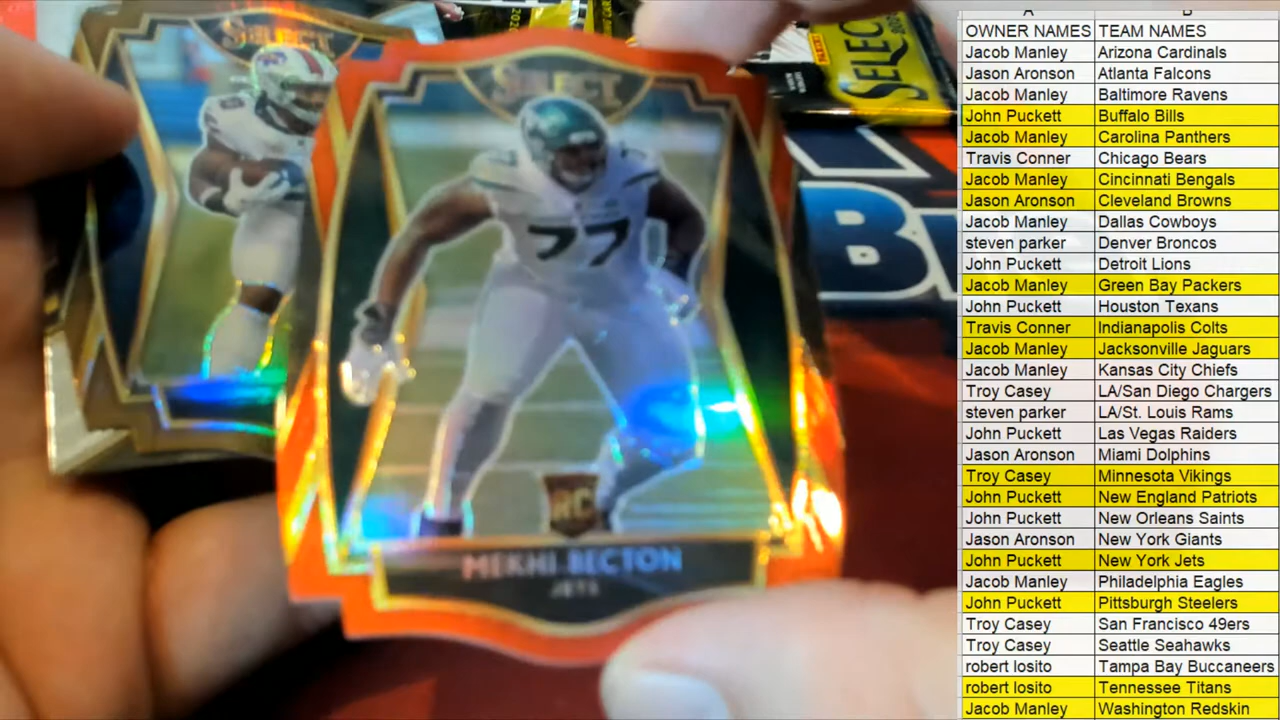 SELECT
SELECT
2020
PANINI
SELECT
B
77
RC
MEKHI BECTON
JETS
A B
OWNER NAMES TEAM NAMES
Jacob Manley Arizona Cardinals
Jason Aronson Atlanta Falcons
Jacob Manley Baltimore Ravens
John Puckett Buffalo Bills
Jacob Manley Carolina Panthers
Travis Conner Chicago Bears
Jacob Manley Cincinnati Bengals
Jason Aronson Cleveland Browns
Jacob Manley Dallas Cowboys
steven parker Denver Broncos
John Puckett Detroit Lions
Jacob Manley Green Bay Packers
John Puckett Houston Texans
Travis Conner Indianapolis Colts
Jacob Manley Jacksonville Jaguars
Jacob Manley Kansas City Chiefs
Troy Casey LA/San Diego Chargers
steven parker LA/St. Louis Rams
John Puckett Las Vegas Raiders
Jason Aronson Miami Dolphins
Troy Casey Minnesota Vikings
John Puckett New England Patriots
John Puckett New Orleans Saints
Jason Aronson New York Giants
John Puckett New York Jets
Jacob Manley Philadelphia Eagles
John Puckett Pittsburgh Steelers
Troy Casey San Francisco 49ers
Troy Casey Seattle Seahawks
robert losito Tampa Bay Buccaneers
robert losito Tennessee Titans
Jacob Manley Washington Redskin